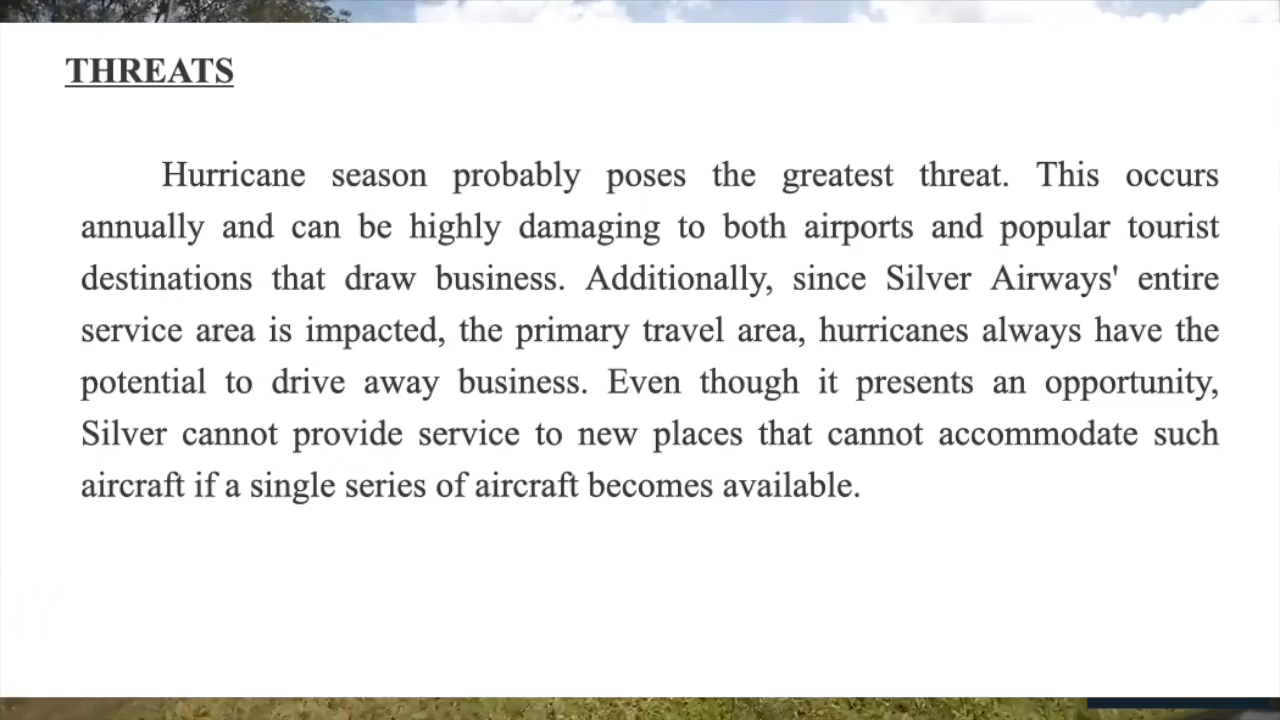 THREATS
Hurricane season probably poses the greatest threat. This occurs
annually and can be highly damaging to both airports and popular tourist
destinations that draw business. Additionally, since Silver Airways' entire
service area is impacted, the primary travel area, hurricanes always have the
potential to drive away business. Even though it presents an opportunity,
Silver cannot provide service to new places that cannot accommodate such
aircraft if a single series of aircraft becomes available.